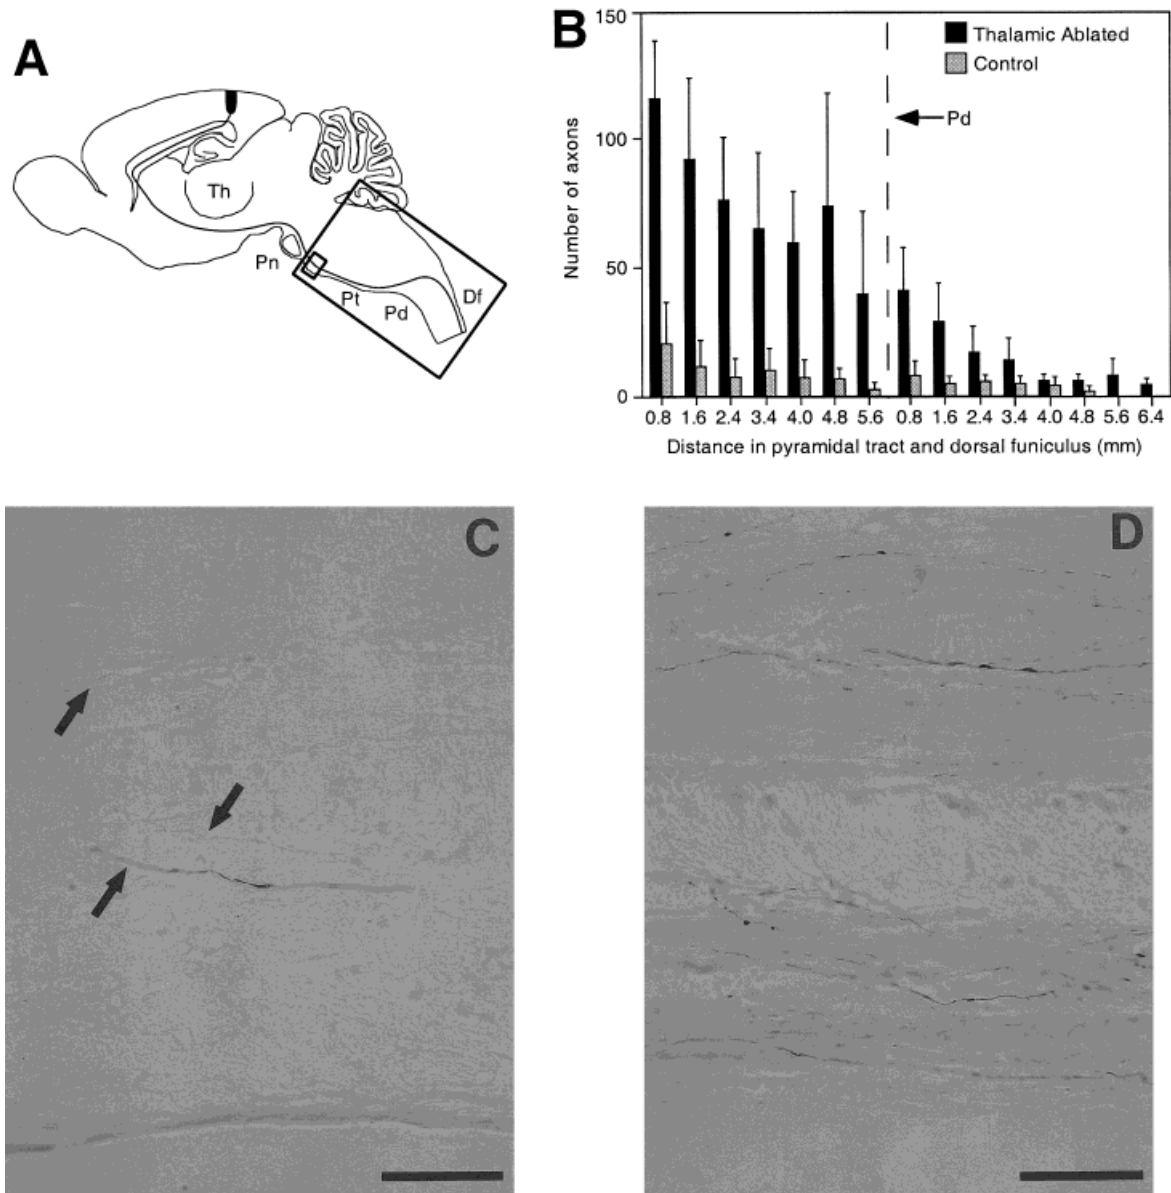 A
Th
Pn
Pt
Pd
Df
B
150
100
50
0
Number of axons
Thalamic Ablated
Control
Pd
0.8 1.6 2.4 3.4 4.0 4.8 5.6 0.8 1.6 2.4 3.4 4.0 4.8 5.6 6.4
Distance in pyramidal tract and dorsal funiculus (mm)
C
D